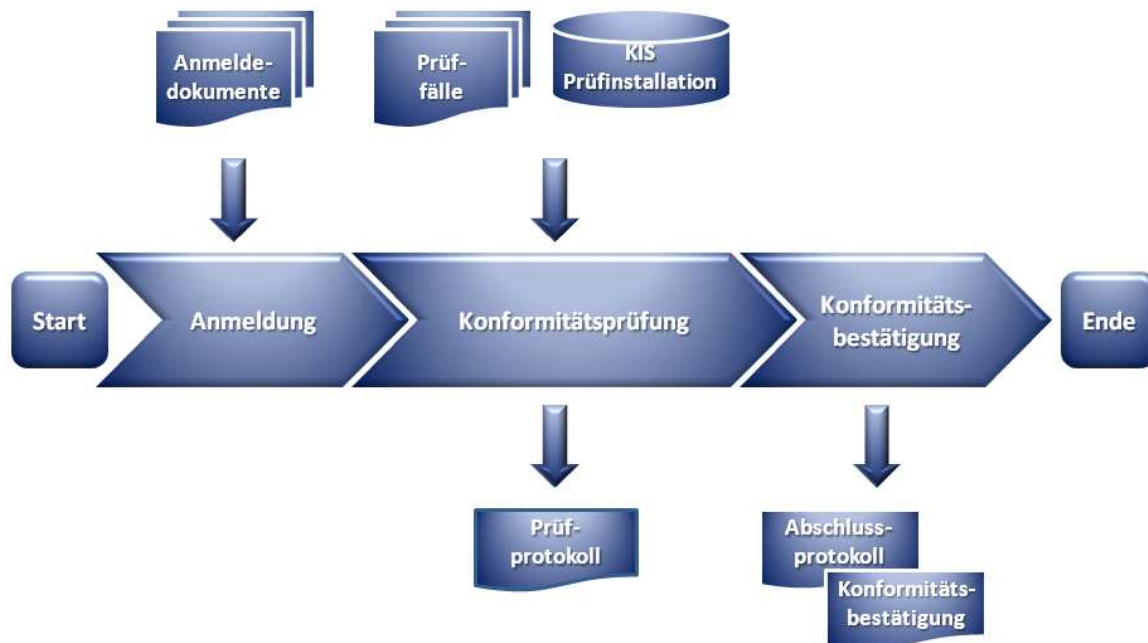 Anmelde-
dokumente
Prüf-
fälle
KIS
Prüfinstallation
Start
Anmeldung
Konformitätsprüfung
Konformitäts-
bestätigung
Ende
Prüf-
protokoll
Abschluss-
protokoll
Konformitäts-
bestätigung